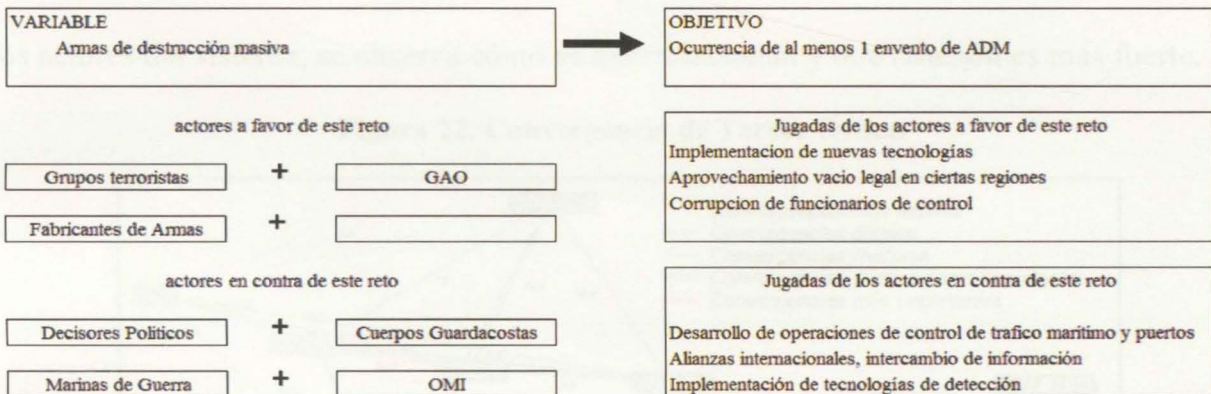 VARIABLE
Armas de destrucción masiva
OBJETIVO
Ocurrencia de al menos 1 envento de ADM
actores a favor de este reto
Grupos terroristas + GAO
Fabricantes de Armas +
Jugadas de los actores a favor de este reto
Implementacion de nuevas tecnologías
Aprovechamiento vacio legal en ciertas regiones
Corrupcion de funcionarios de control
actores en contra de este reto
Decisores Politicos + Cuerpos Guardacostas
Marinas de Guerra + OMI
Jugadas de los actores en contra de este reto
Desarrollo de operaciones de control de trafico maritimo y puertos
Alianzas internacionales, intercambio de información
Implementación de tecnologías de detección